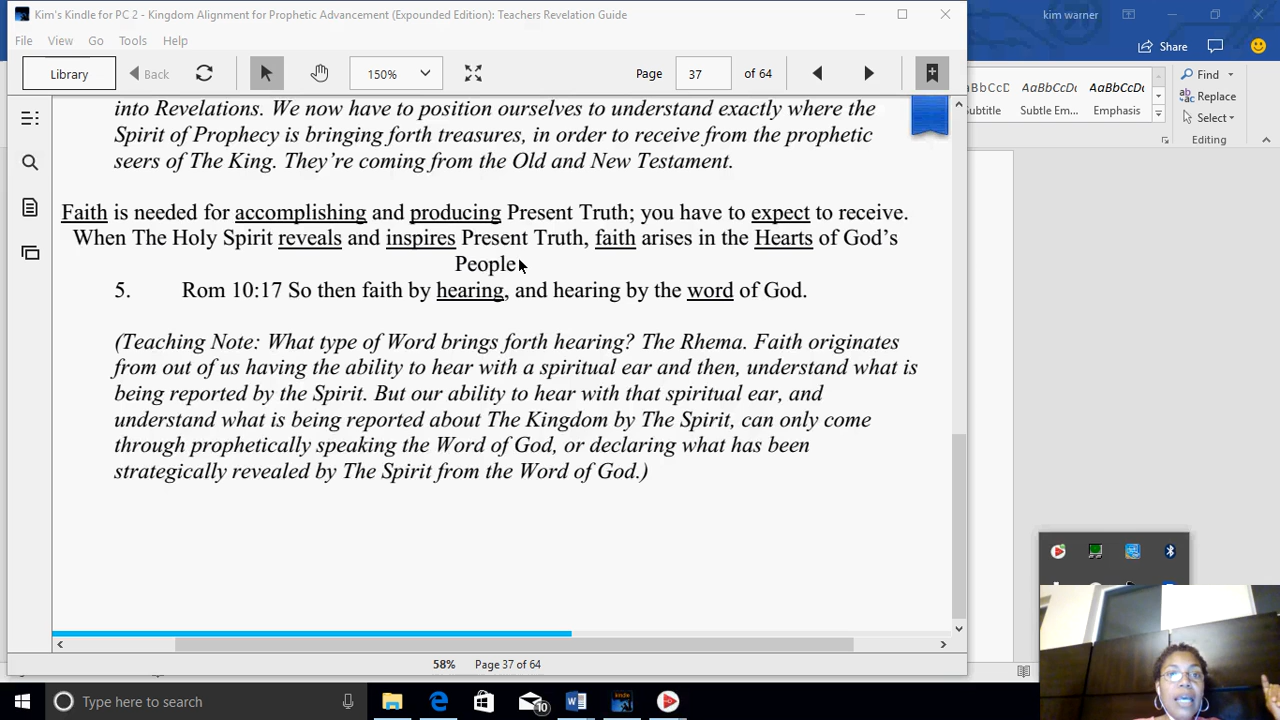 Kim's Kindle for PC 2 - Kingdom Alignment for Prophetic Advancement (Expounded Edition): Teachers Revelation Guide
kim warner
File View Go Tools Help
Share
Library
Back
150%
Page 37 of 64
AaBbCcDc AaBbCcDc AaBbCcDc
Subtitle Subtle Em... Emphasis
Find
Replace
Select
Editing
into Revelations. We now have to position ourselves to understand exactly where the
Spirit of Prophecy is bringing forth treasures, in order to receive from the prophetic
seers of The King. They're coming from the Old and New Testament.
Faith is needed for accomplishing and producing Present Truth; you have to expect to receive.
When The Holy Spirit reveals and inspires Present Truth, faith arises in the Hearts of God's
People
5. Rom 10:17 So then faith by hearing, and hearing by the word of God.
(Teaching Note: What type of Word brings forth hearing? The Rhema. Faith originates
from out of us having the ability to hear with a spiritual ear and then, understand what is
being reported by the Spirit. But our ability to hear with that spiritual ear, and
understand what is being reported about The Kingdom by The Spirit, can only come
through prophetically speaking the Word of God, or declaring what has been
strategically revealed by The Spirit from the Word of God.)
58% Page 37 of 64
Type here to search
10